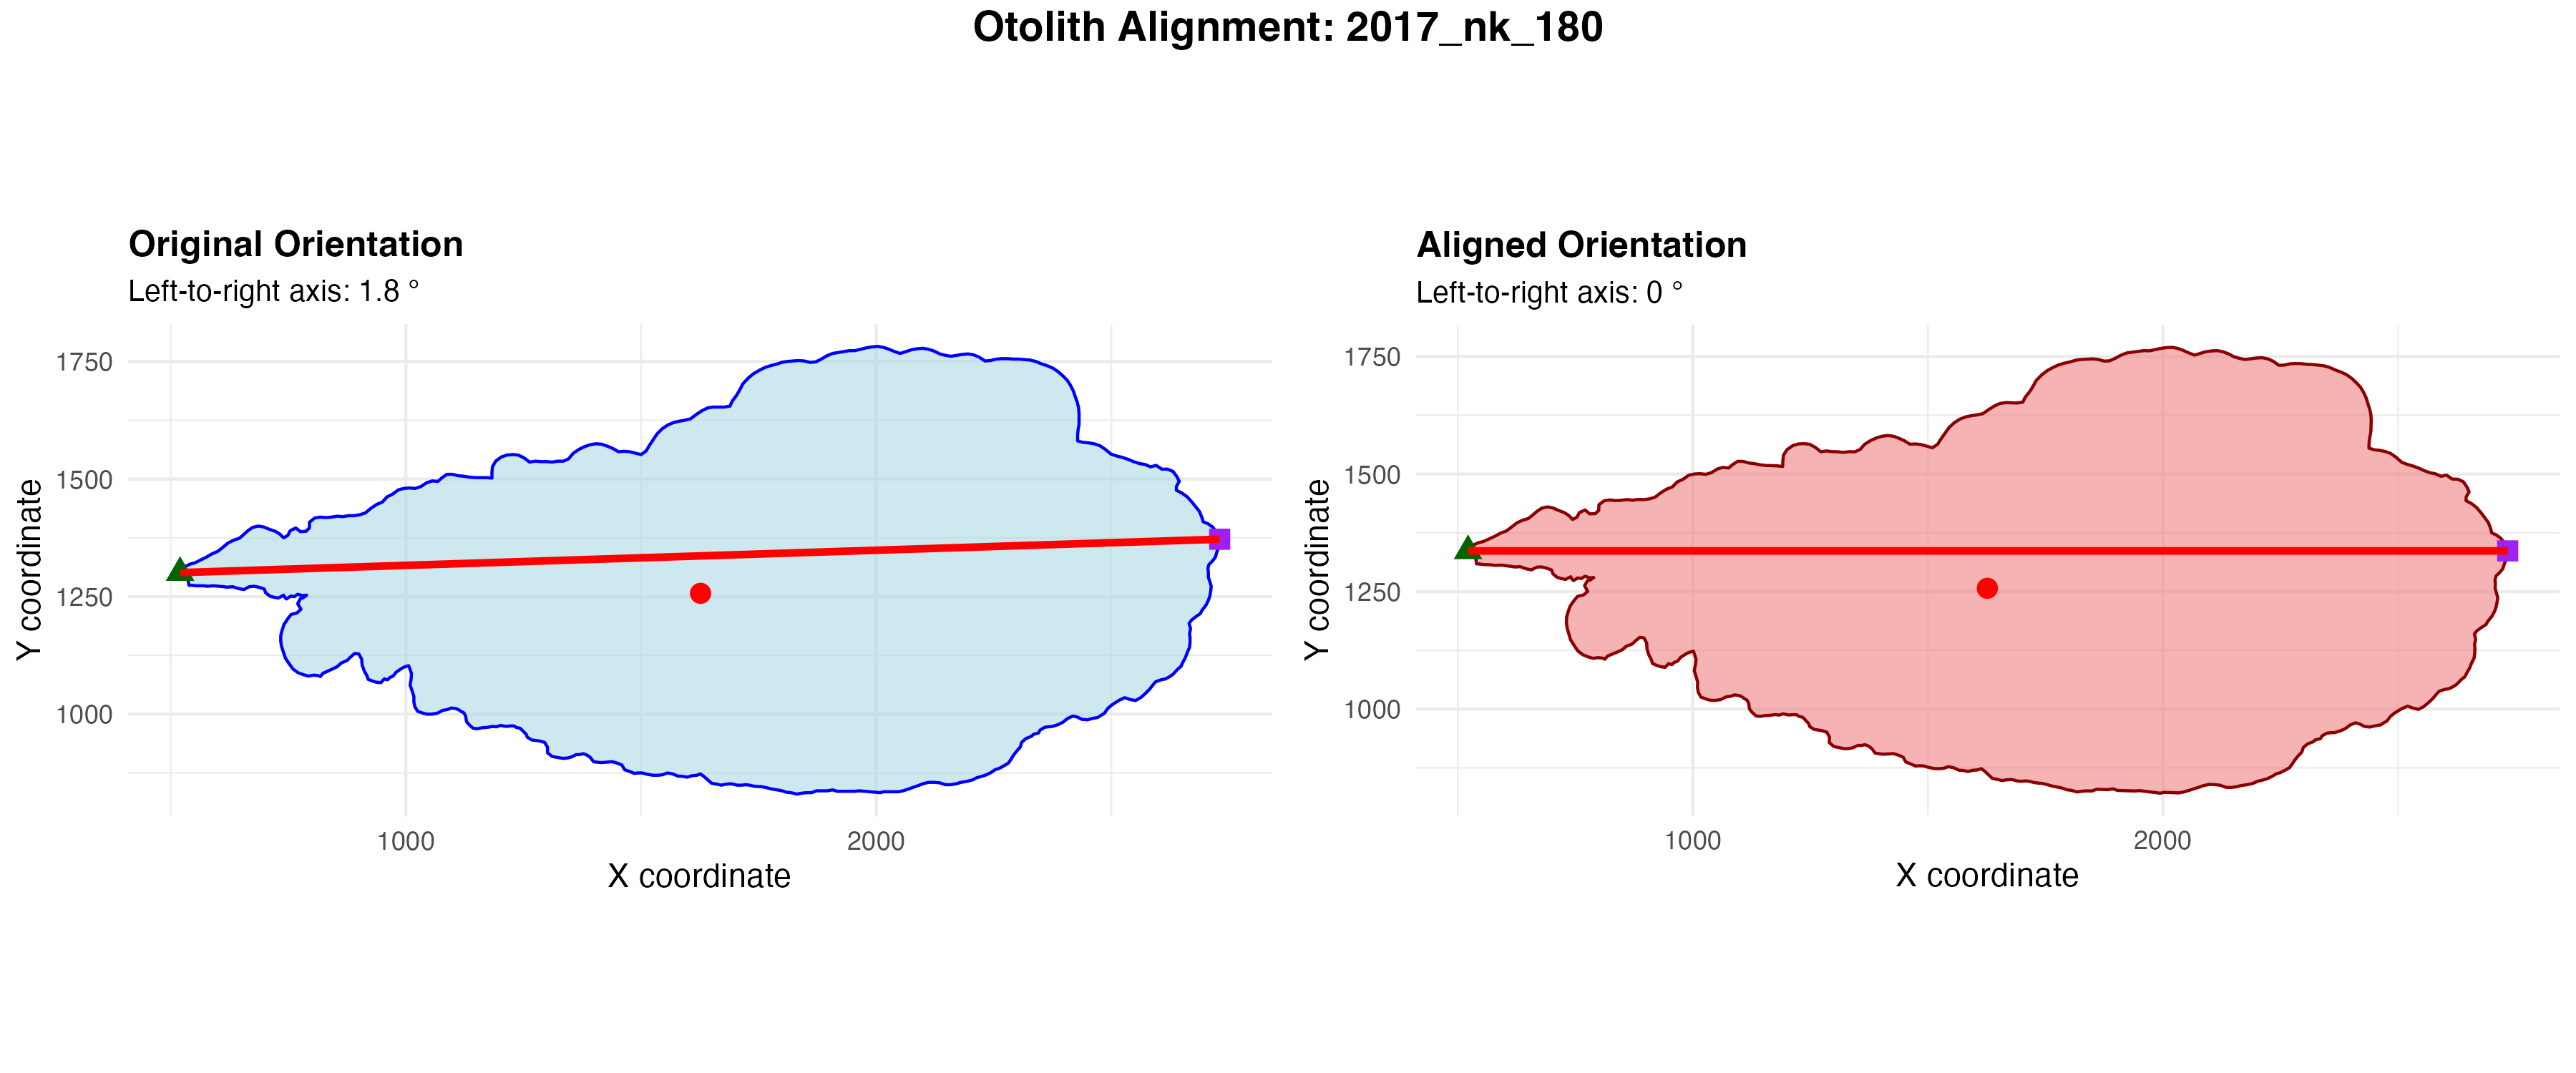 Otolith Alignment: 2017_nk_180
Original Orientation
Left-to-right axis: 1.8 °
1750
1500
1250
1000
Y coordinate
1000
2000
X coordinate
Aligned Orientation
Left-to-right axis: 0 °
1750
1500
1250
1000
Y coordinate
1000
2000
X coordinate